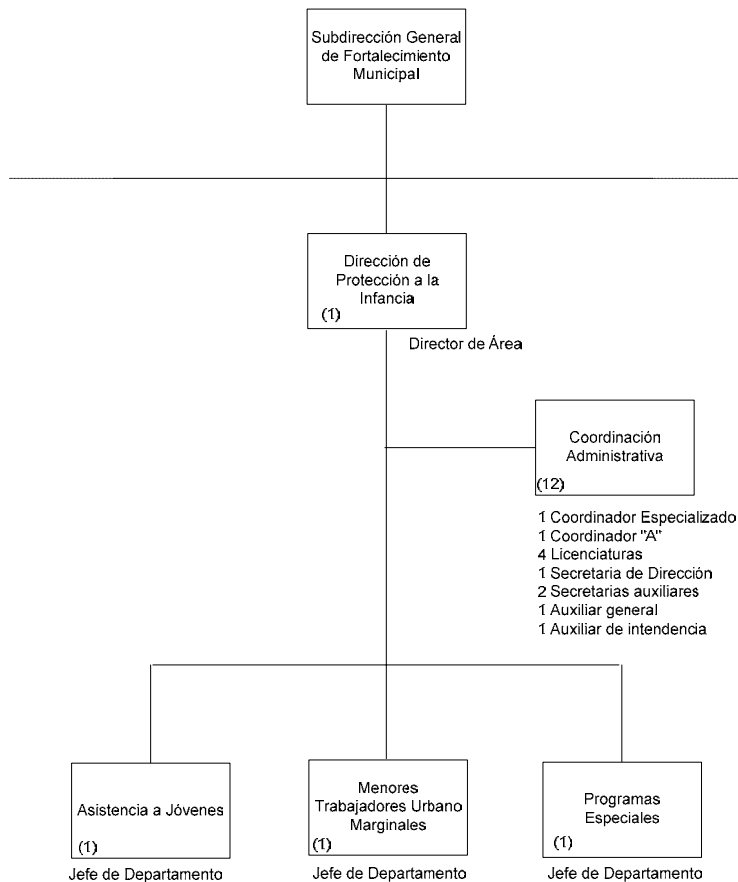 Subdirección General
de Fortalecimiento
Municipal
Dirección de
Protección a la
Infancia
(1)
Director de Área
Coordinación
Administrativa
(12)
1 Coordinador Especializado
1 Coordinador "A"
4 Licenciaturas
1 Secretaria de Dirección
2 Secretarias auxiliares
1 Auxiliar general
1 Auxiliar de intendencia
Asistencia a Jóvenes
(1)
Jefe de Departamento
Menores
Trabajadores Urbano
Marginales
(1)
Jefe de Departamento
Programas
Especiales
(1)
Jefe de Departamento